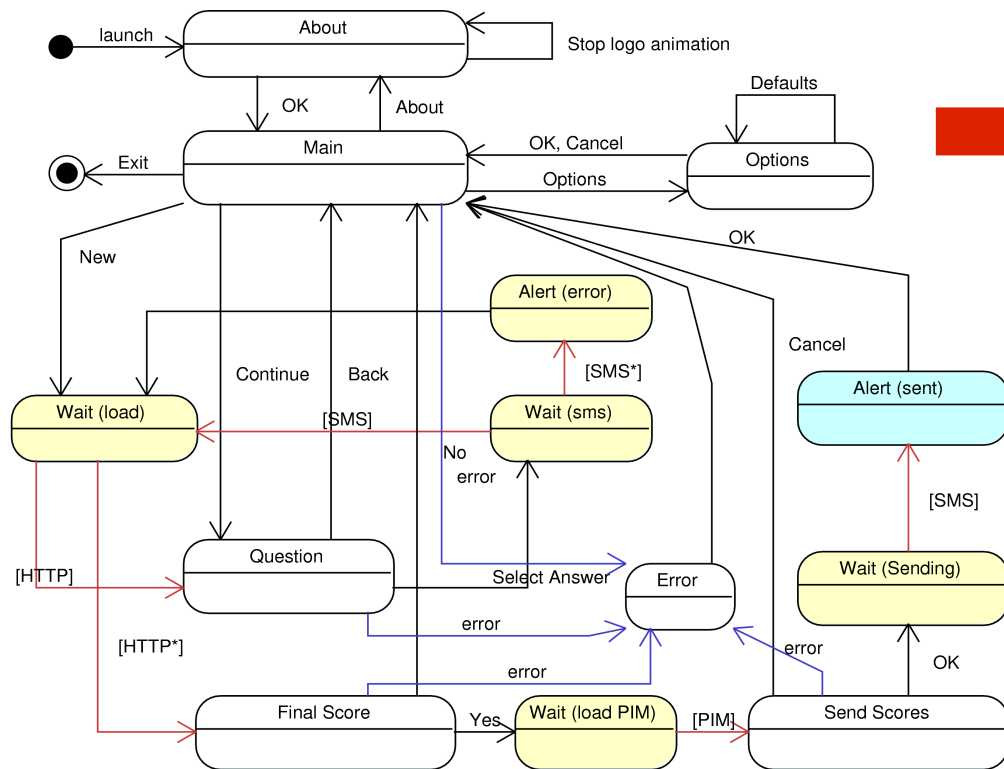 About
launch
Stop logo animation
Defaults
OK
About
Main
OK, Cancel
Options
Exit
Options
OK
New
Alert (error)
Cancel
Continue
Back
[SMS*]
Alert (sent)
Wait (load)
Wait (sms)
[SMS]
No
error
[SMS]
Question
Wait (Sending)
[HTTP]
Select Answer
Error
error
[HTTP*]
error
error
OK
Final Score
Yes
Wait (load PIM)
[PIM]
Send Scores